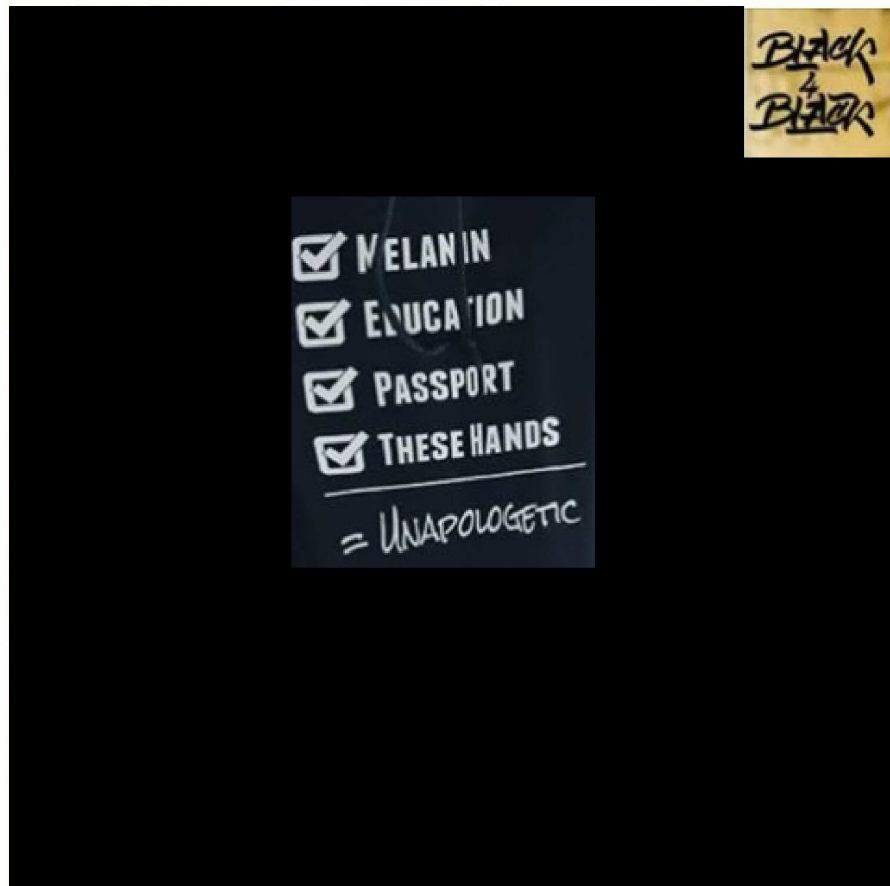 BLACK
4
BLACK
MELANIN
EDUCATION
PASSPORT
THESE HANDS
= UNAPOLOGETIC